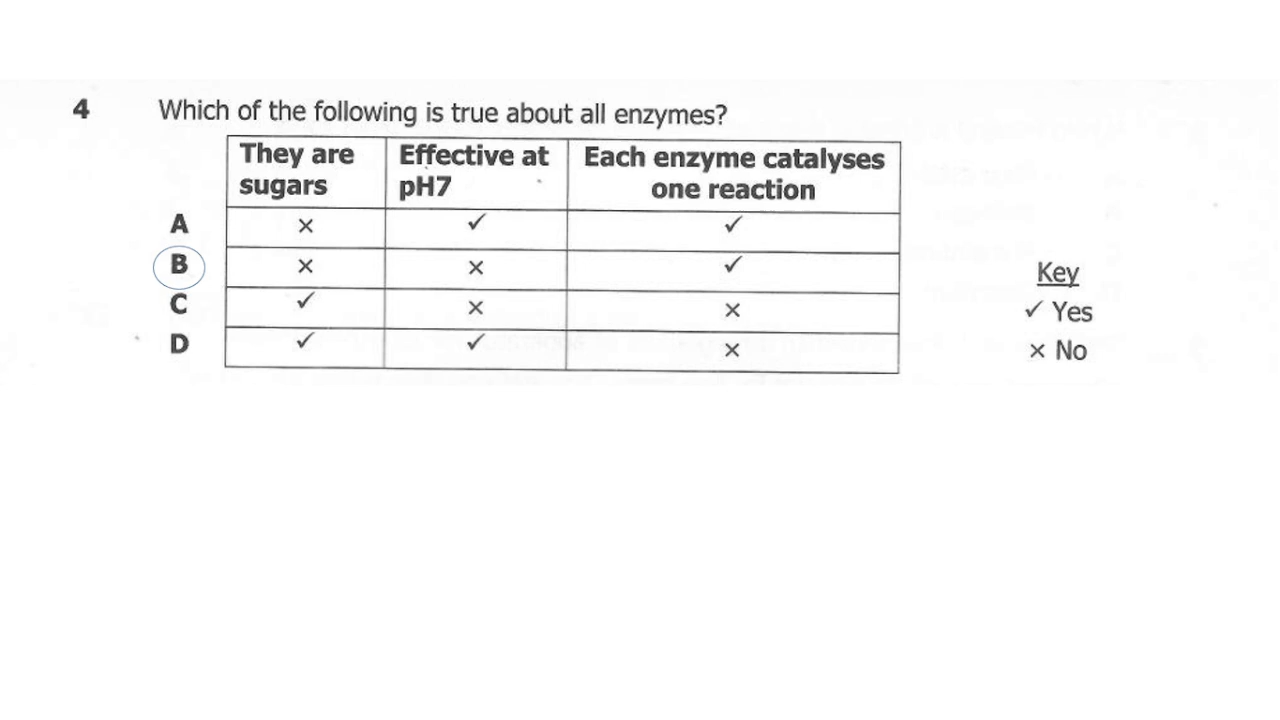 4 Which of the following is true about all enzymes?
They are sugars Effective at pH7 Each enzyme catalyses one reaction
A × ✓ ✓
B × × ✓
C ✓ × ×
D ✓ ✓ ×
Key
✓ Yes
× No